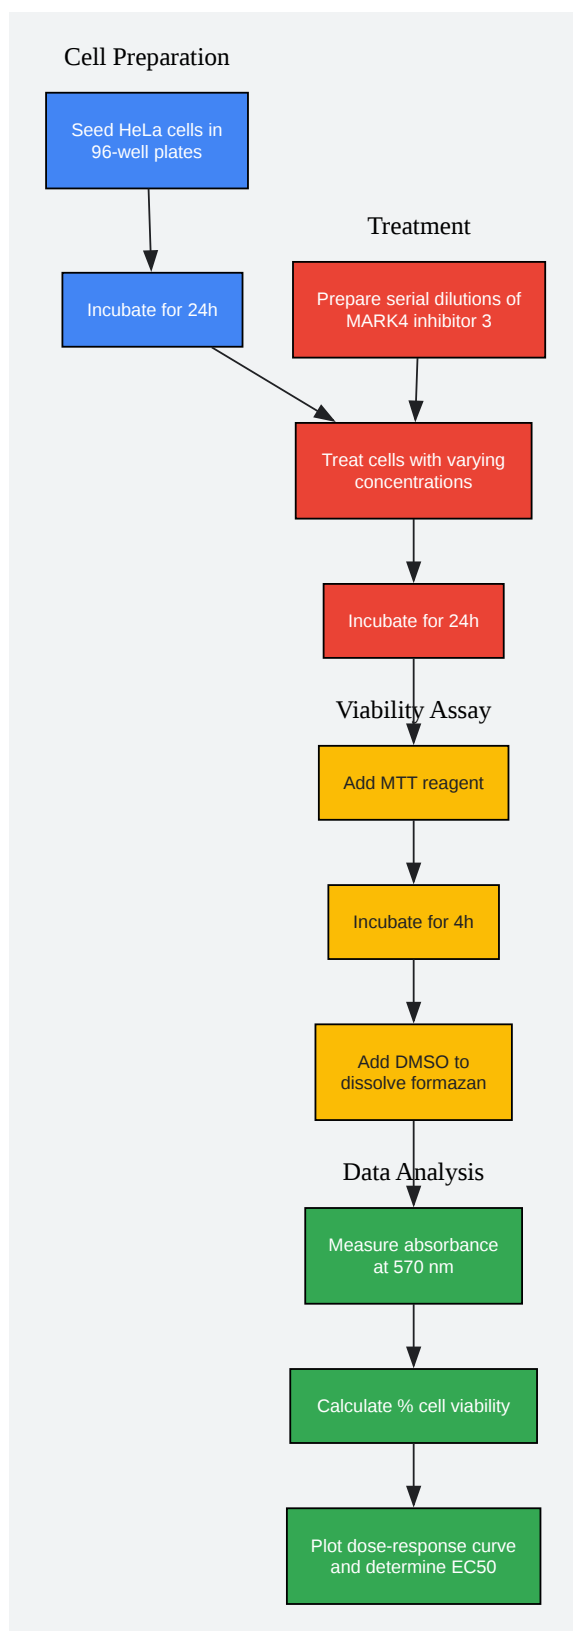 Cell Preparation
Seed HeLa cells in
96-well plates
Incubate for 24h
Treatment
Prepare serial dilutions of
MARK4 inhibitor 3
Treat cells with varying
concentrations
Incubate for 24h
Viability Assay
Add MTT reagent
Incubate for 4h
Add DMSO to
dissolve formazan
Data Analysis
Measure absorbance
at 570 nm
Calculate % cell viability
Plot dose-response curve
and determine EC50